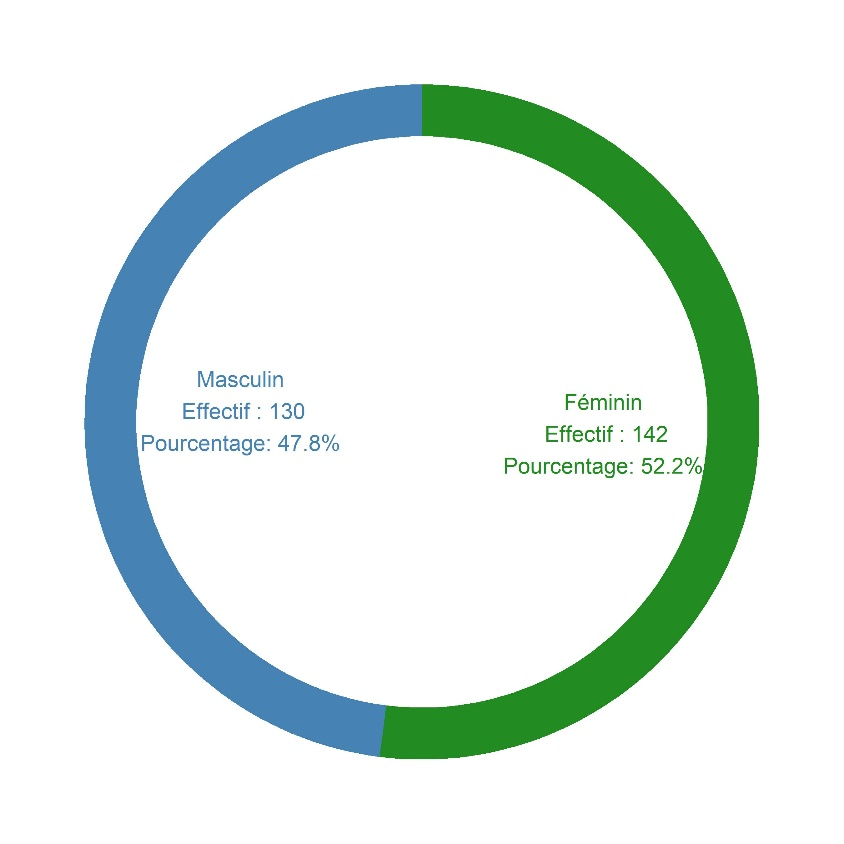 Masculin
Effectif : 130
Pourcentage: 47.8%
Féminin
Effectif : 142
Pourcentage: 52.2%